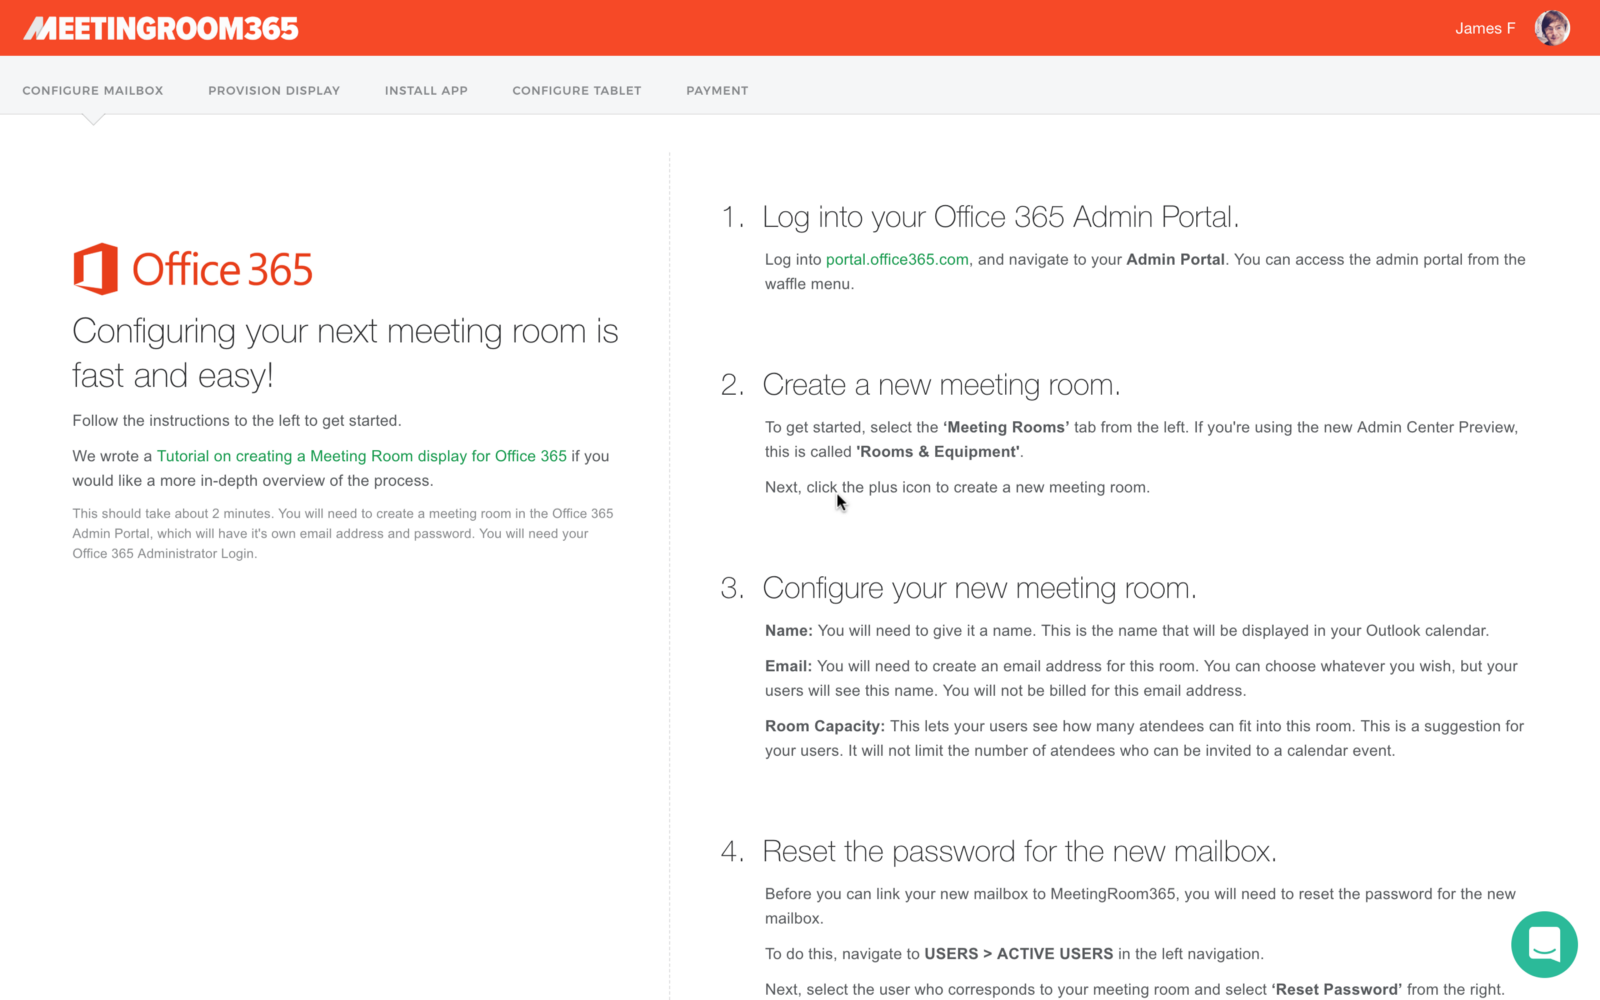 MEETINGROOM365
James F
CONFIGURE MAILBOX
PROVISION DISPLAY
INSTALL APP
CONFIGURE TABLET
PAYMENT
Office 365
Configuring your next meeting room is
fast and easy!
Follow the instructions to the left to get started.
We wrote a Tutorial on creating a Meeting Room display for Office 365 if you
would like a more in-depth overview of the process.
This should take about 2 minutes. You will need to create a meeting room in the Office 365
Admin Portal, which will have it's own email address and password. You will need your
Office 365 Administrator Login.
1. Log into your Office 365 Admin Portal.
Log into portal.office365.com, and navigate to your Admin Portal. You can access the admin portal from the
waffle menu.
2. Create a new meeting room.
To get started, select the ‘Meeting Rooms’ tab from the left. If you're using the new Admin Center Preview,
this is called 'Rooms & Equipment'.
Next, click the plus icon to create a new meeting room.
3. Configure your new meeting room.
Name: You will need to give it a name. This is the name that will be displayed in your Outlook calendar.
Email: You will need to create an email address for this room. You can choose whatever you wish, but your
users will see this name. You will not be billed for this email address.
Room Capacity: This lets your users see how many atendees can fit into this room. This is a suggestion for
your users. It will not limit the number of atendees who can be invited to a calendar event.
4. Reset the password for the new mailbox.
Before you can link your new mailbox to MeetingRoom365, you will need to reset the password for the new
mailbox.
To do this, navigate to USERS > ACTIVE USERS in the left navigation.
Next, select the user who corresponds to your meeting room and select ‘Reset Password’ from the right.